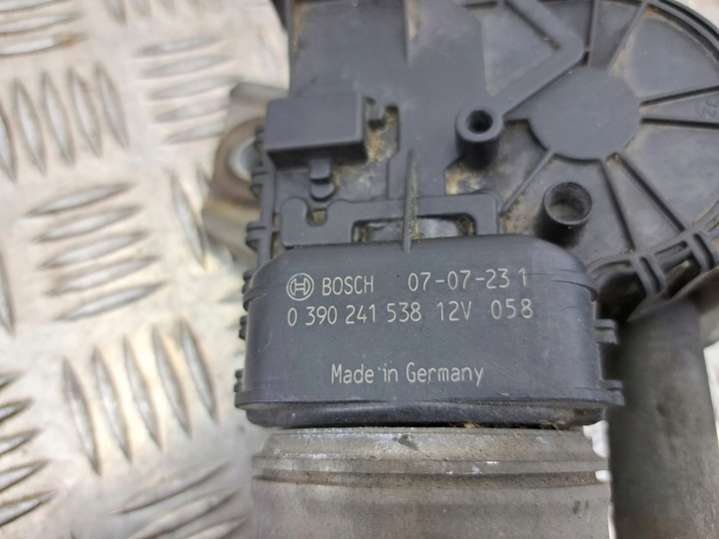 BOSCH 07-07-23 1
0 390 241 538 12V 058
Made in Germany